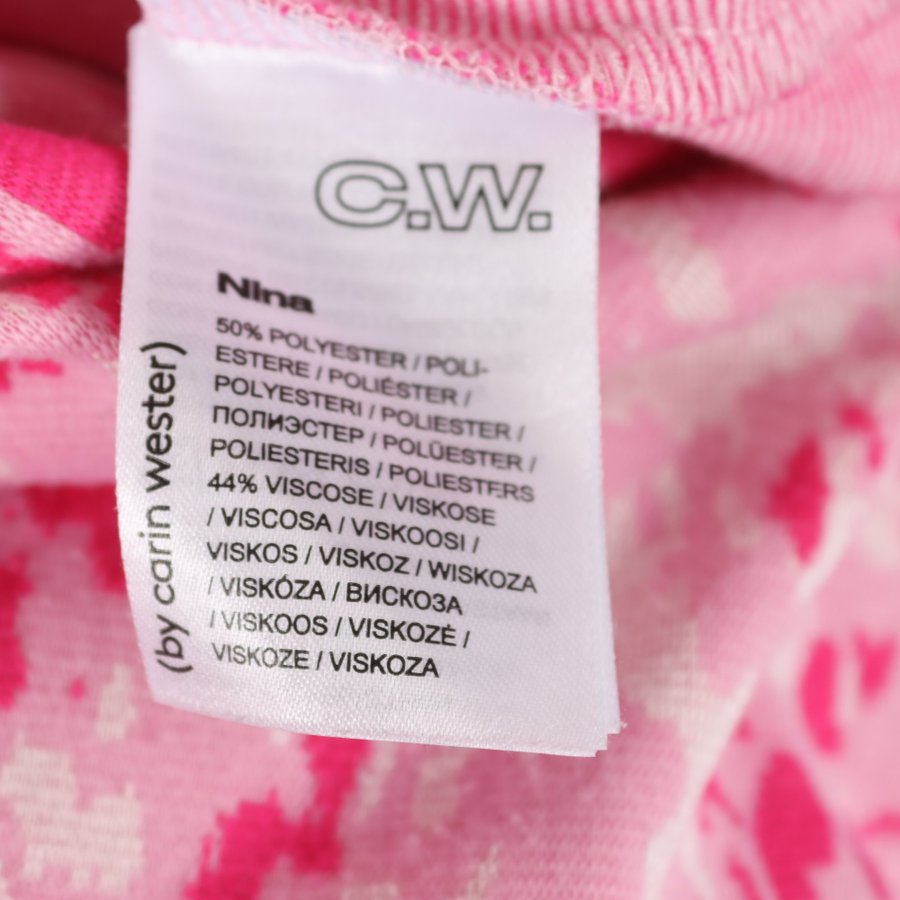 C.W.
Nina
50% POLYESTER / POLI-
ESTERE / POLIÉSTER /
POLYESTERI / POLIESTER /
ПОЛИЭСТЕР / POLÜESTER /
POLIESTERIS / POLIESTERS
44% VISCOSE / VISKOSE
/ VISCOSA / VISKOOSI /
VISKOS / VISKOZ / WISKOZA
/ VISKÓZA / ВИСКОЗА
/ VISKOOS / VISKOZĖ /
VISKOZE / VISKOZA
(by carin wester)